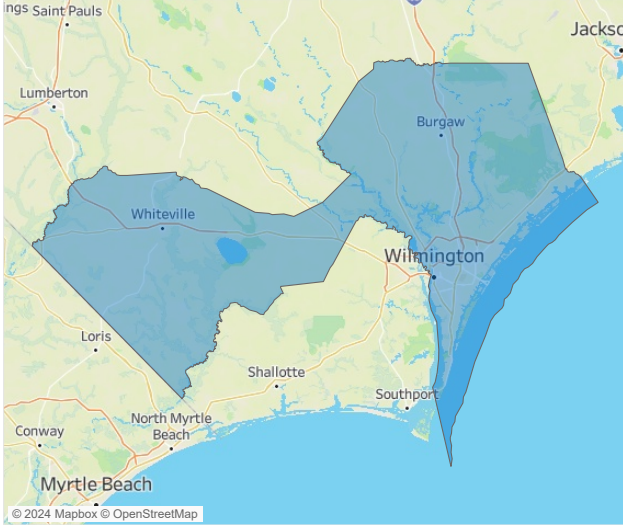 ings
Saint Pauls
Jackso
Lumberton
Burgaw
Whiteville
Wilmington
Loris
Shallotte
Southport
North Myrtle
Beach
Conway
Myrtle Beach
© 2024 Mapbox © OpenStreetMap